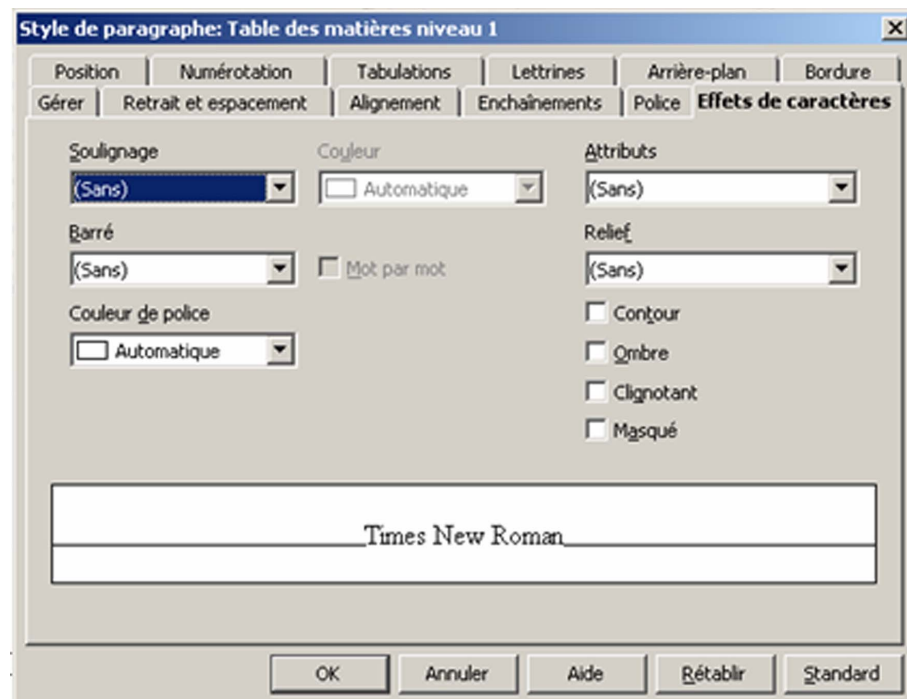 Style de paragraphe: Table des matières niveau 1
Position Numérotation Tabulations Lettrines Arrière-plan Bordure
Gérer Retrait et espacement Alignement Enchaînements Police Effets de caractères
Soulignage Couleur Attributs
(Sans) Automatique (Sans)
Barré Relief
(Sans) Mot par mot (Sans)
Couleur de police Contour
Automatique Ombre
Clignotant
Masqué
Times New Roman
OK Annuler Aide Rétablir Standard